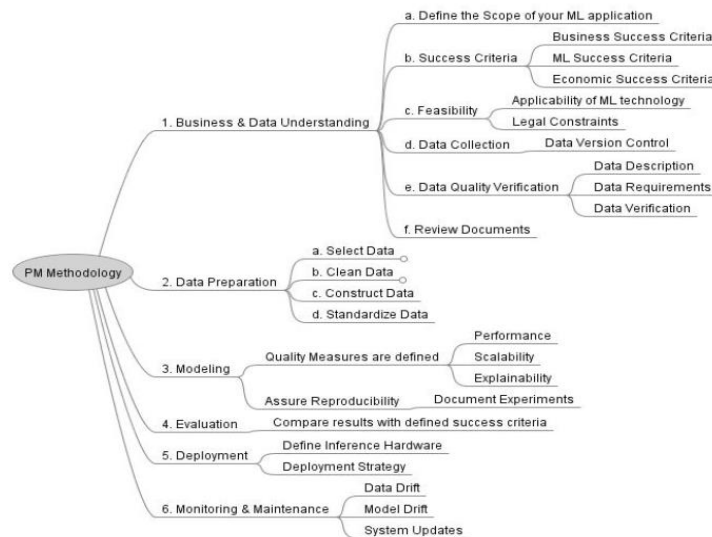 PM Methodology
1. Business & Data Understanding
a. Define the Scope of your ML application
b. Success Criteria
Business Success Criteria
ML Success Criteria
Economic Success Criteria
c. Feasibility
Applicability of ML technology
Legal Constraints
d. Data Collection
Data Version Control
e. Data Quality Verification
Data Description
Data Requirements
Data Verification
f. Review Documents
2. Data Preparation
a. Select Data
b. Clean Data
c. Construct Data
d. Standardize Data
3. Modeling
Quality Measures are defined
Performance
Scalability
Explainability
Assure Reproducibility
Document Experiments
4. Evaluation
Compare results with defined success criteria
5. Deployment
Define Inference Hardware
Deployment Strategy
6. Monitoring & Maintenance
Data Drift
Model Drift
System Updates